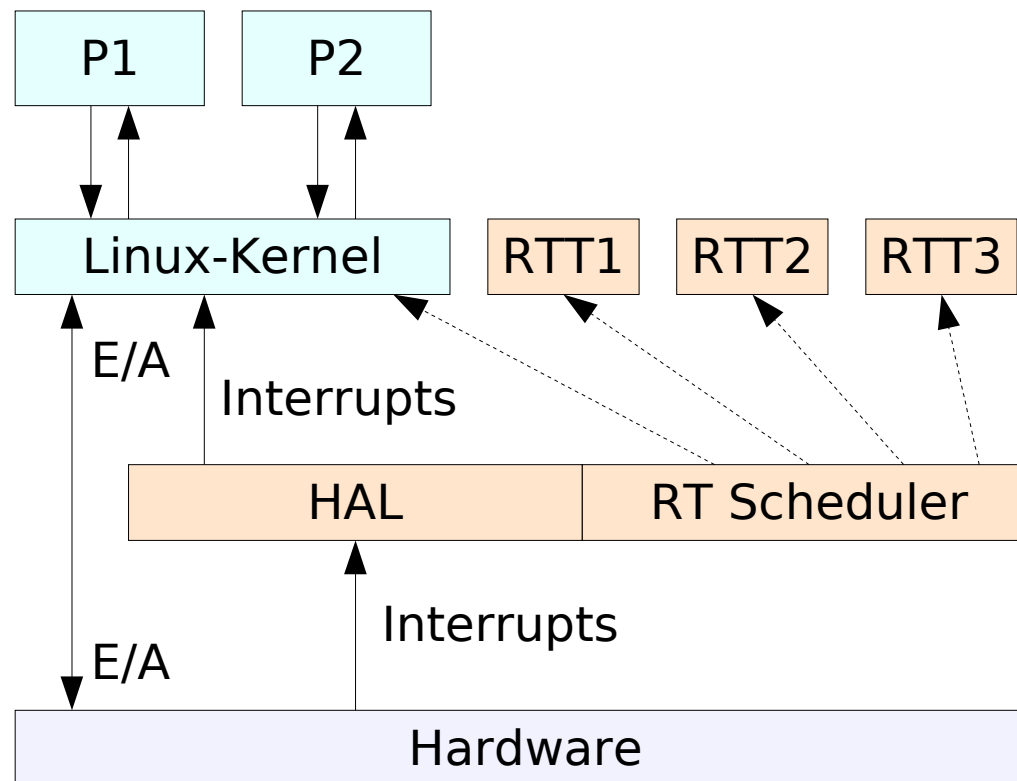 P1
P2
Linux-Kernel
RTT1
RTT2
RTT3
E/A
Interrupts
HAL
RT Scheduler
Interrupts
E/A
Hardware